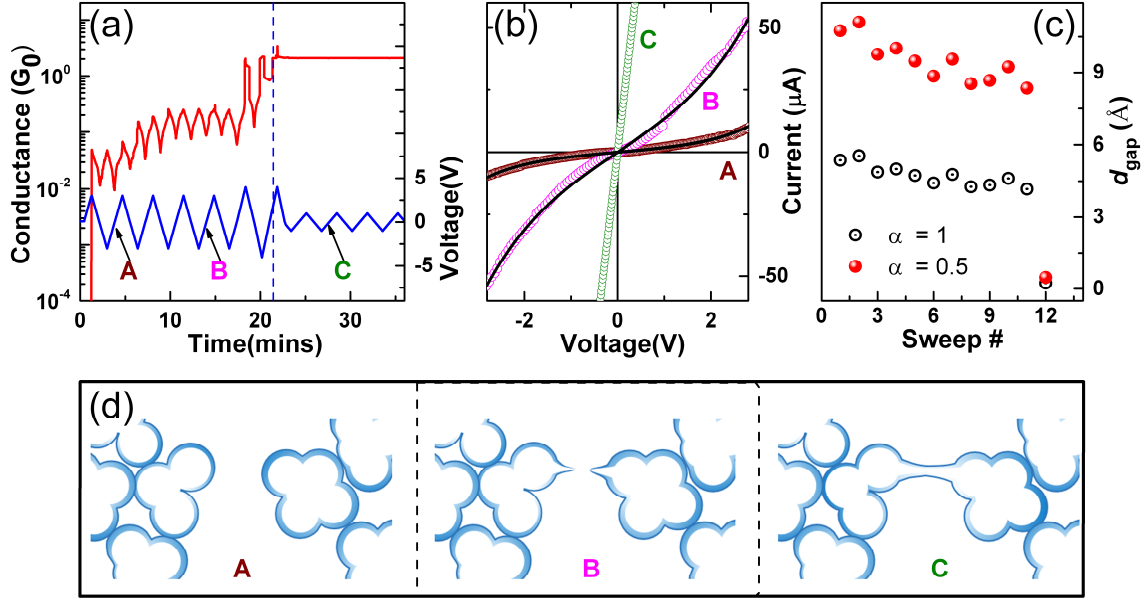 (a)
Conductance (G0)
10^0
10^-2
10^-4
5
0
-5
Voltage(V)
A
B
C
0
10
20
30
Time(mins)
(b)
C
B
A
50
0
-50
Current (μA)
-2
0
2
Voltage(V)
(c)
9
6
3
0
dgap (Å)
α = 1
α = 0.5
0
3
6
9
12
Sweep #
(d)
A
B
C